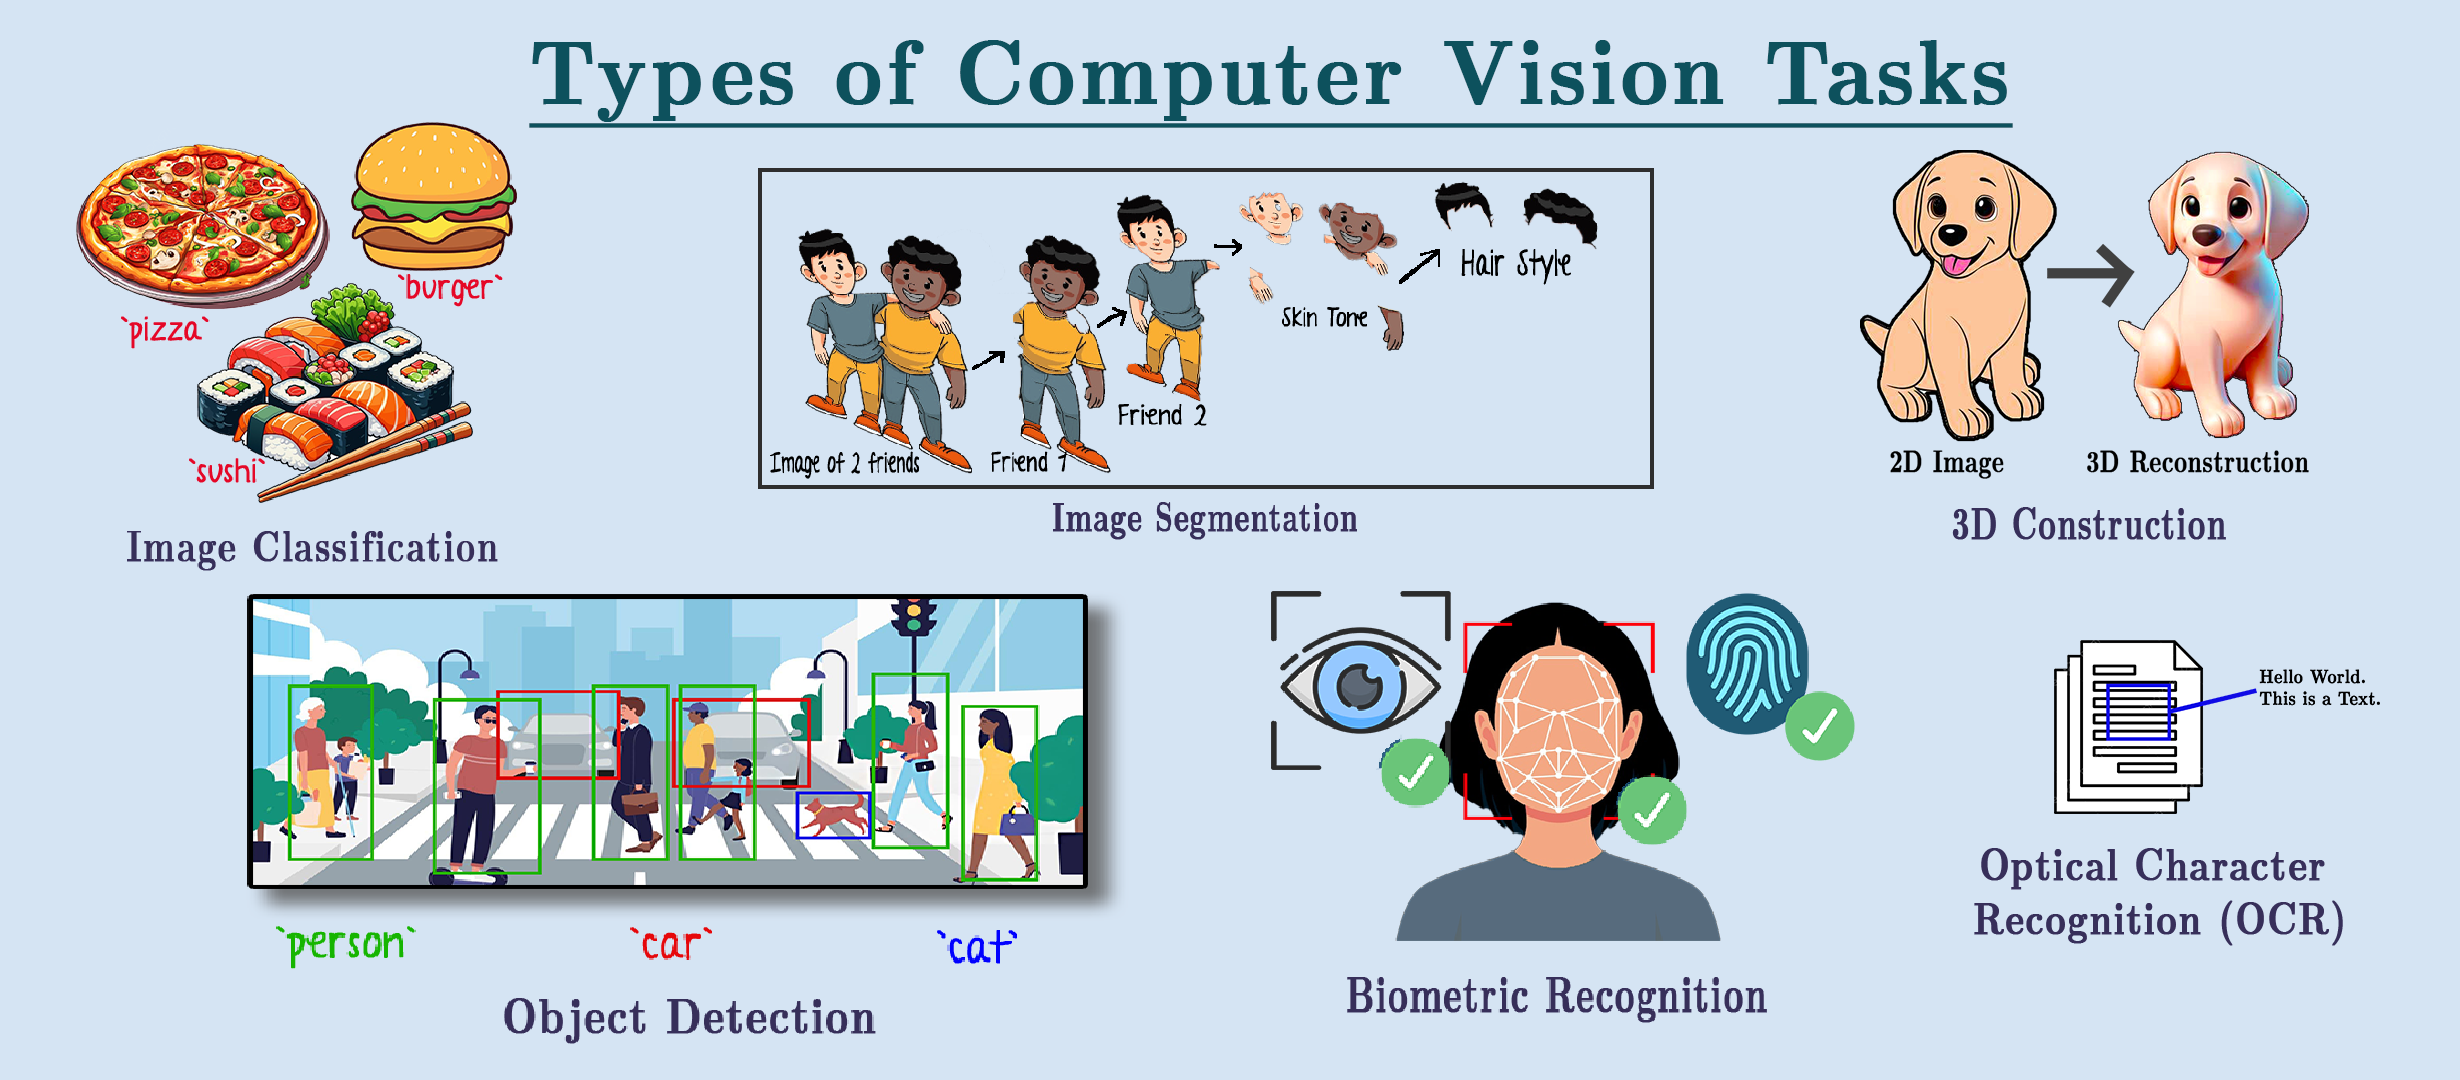 Types of Computer Vision Tasks
`pizza`
`burger`
`sushi`
Image Classification
Image of 2 friends
Friend 1
Friend 2
Skin Tone
Hair Style
Image Segmentation
2D Image
3D Reconstruction
3D Construction
`person`
`car`
`cat`
Object Detection
Biometric Recognition
Hello World.
This is a Text.
Optical Character
Recognition (OCR)